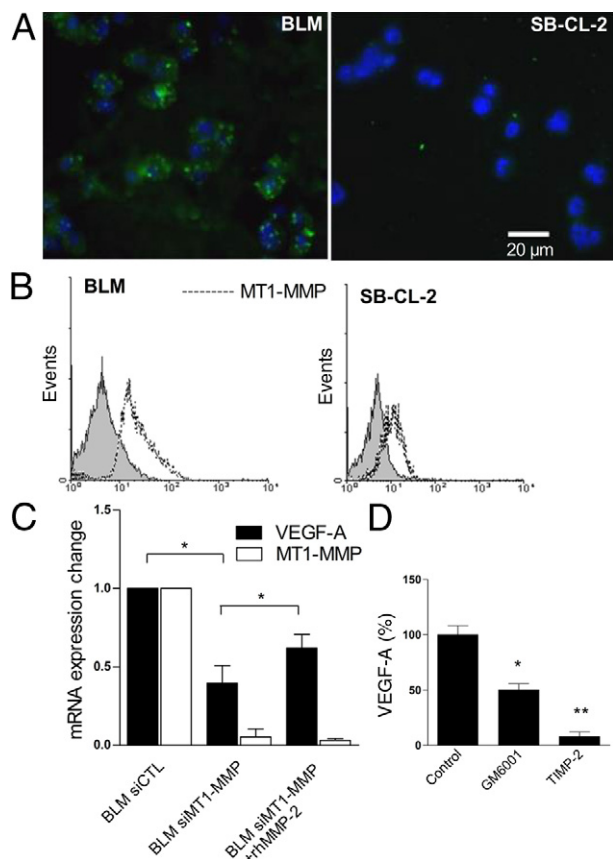 A
BLM
SB-CL-2
20 µm
B
BLM
MT1-MMP
SB-CL-2
Events
10⁰ 10¹ 10² 10³ 10⁴
Events
10⁰ 10¹ 10² 10³ 10⁴
C
mRNA expression change
1.5
1.0
0.5
0.0
*
*
VEGF-A
MT1-MMP
BLM siCTL
BLM siMT1-MMP
BLM siMT1-MMP
+rhMMP-2
D
VEGF-A (%)
150
100
50
0
*
**
Control
GM6001
TIMP-2